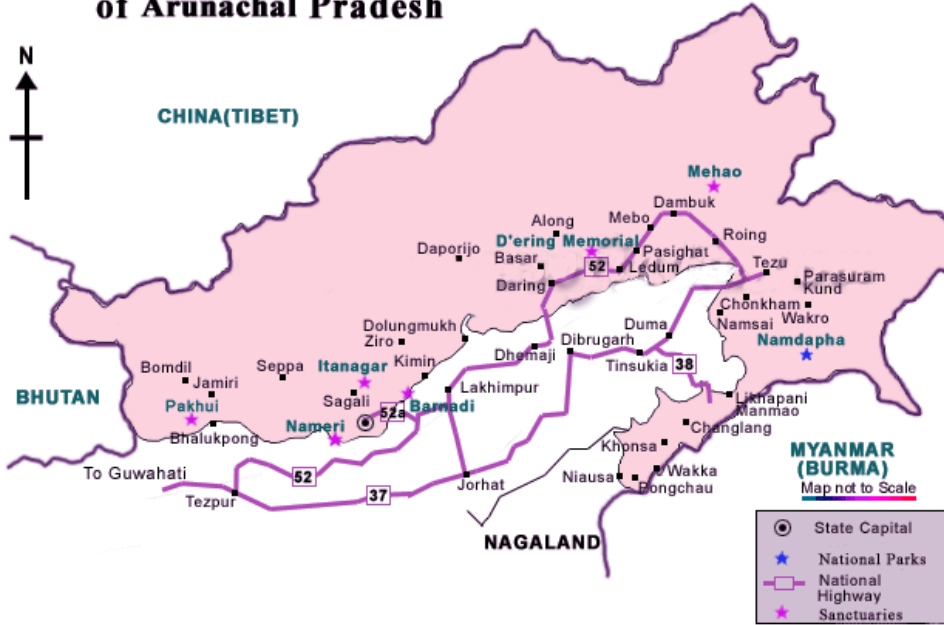 of Arunachal Pradesh
N
CHINA(TIBET)
Mehao
Dambuk
Along
Mebo
Roing
D'ering Memorial
Daporijo
Basar
Pasighat
52
Ledum
Tezu
Daring
Parasuram
Kund
Chonkham
Wakro
Namsai
Dolungmukh
Duma
Ziro
Dibrugarh
Namdapha
Dhemaji
Kimin
Itanagar
Tinsukia
38
Bomdil
Seppa
Jamiri
Lakhimpur
BHUTAN
Sagali
Likhapani
Pakhui
52a
Barnadi
Manmao
Nameri
Changlang
Bhalukpong
Khonsa
MYANMAR
(BURMA)
To Guwahati
52
Niausa
Wakka
Jorhat
Pongchau
Map not to Scale
Tezpur
37
NAGALAND
State Capital
National Parks
National
Highway
Sanctuaries